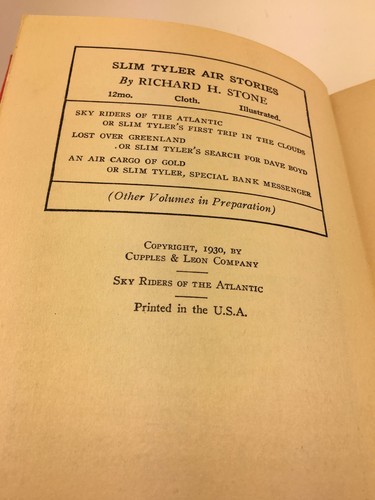 SLIM TYLER AIR STORIES
By RICHARD H. STONE
12mo. Cloth. Illustrated.
SKY RIDERS OF THE ATLANTIC
OR SLIM TYLER'S FIRST TRIP IN THE CLOUDS
LOST OVER GREENLAND
. OR SLIM TYLER'S SEARCH FOR DAVE BOYD
AN AIR CARGO OF GOLD
OR SLIM TYLER, SPECIAL BANK MESSENGER
(Other Volumes in Preparation)
COPYRIGHT, 1930, BY
CUPPLES & LEON COMPANY
SKY RIDERS OF THE ATLANTIC
Printed in the U.S.A.